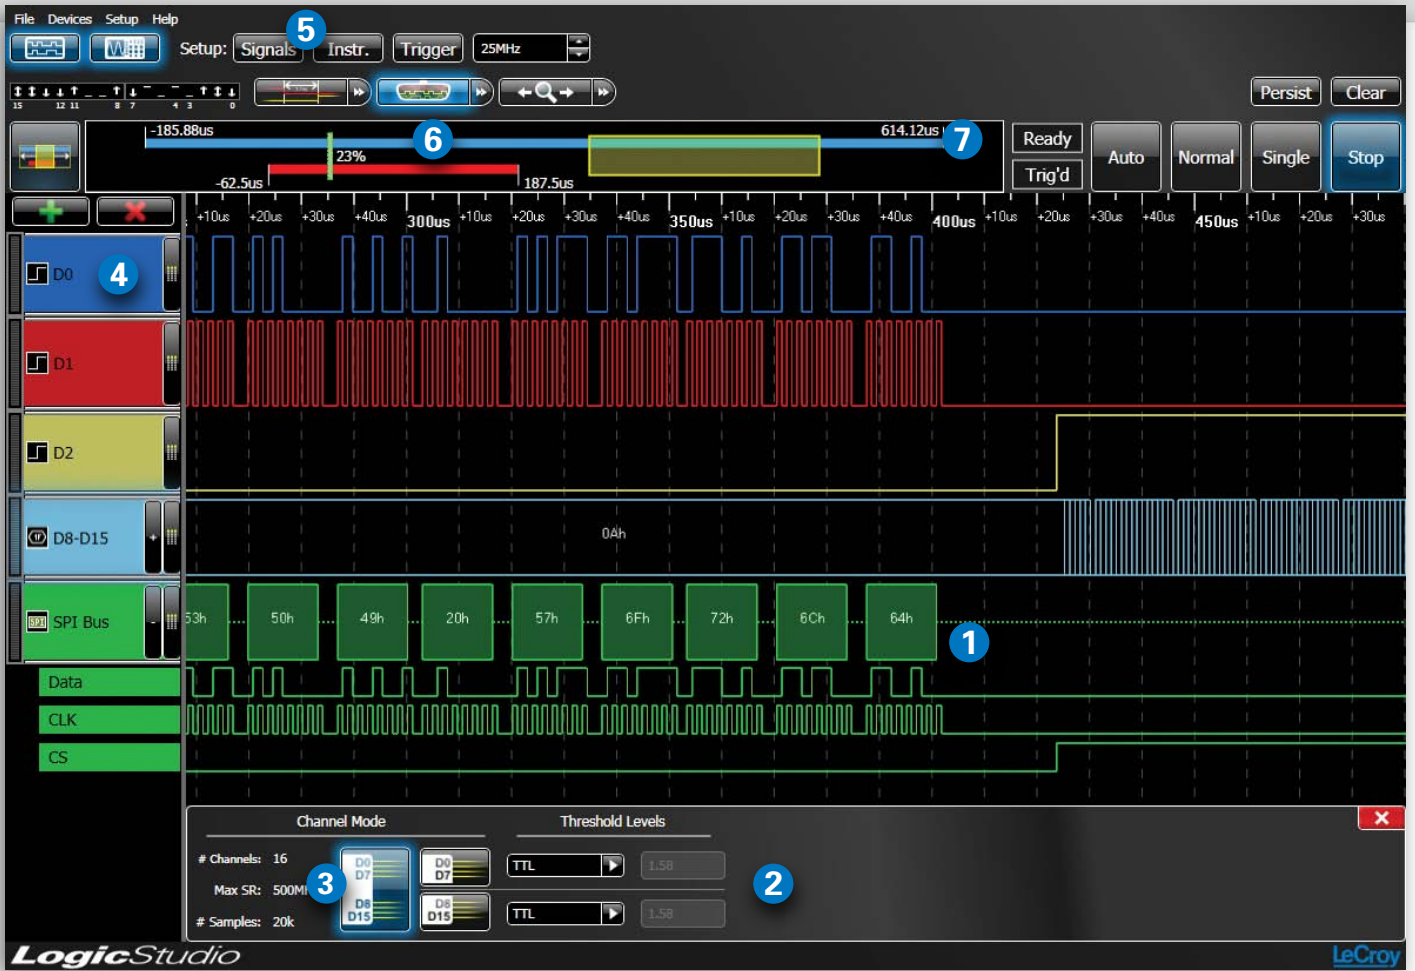 File Devices Setup Help
5
Setup: Signals Instr. Trigger 25MHz
15 12 11 8 7 4 3 0
Persist Clear
-185.88us 6 614.12us 7
23%
-62.5us 187.5us
Ready
Trig'd
Auto Normal Single Stop
+10us +20us +30us +40us 300us +10us +20us +30us +40us 350us +10us +20us +30us +40us 400us +10us +20us +30us +40us 450us +10us +20us +30us
D0 4
D1
D2
D8-D15 + 0Ah
SPI SPI Bus - 53h 50h 49h 20h 57h 6Fh 72h 6Ch 64h
1
Data
CLK
CS
Channel Mode Threshold Levels
# Channels: 16
D0 D7
D8 D15
D0 D7
TTL 1.58
Max SR: 500M 3 2
# Samples: 20k
D8 D15
TTL 1.58
LogicStudio LeCroy